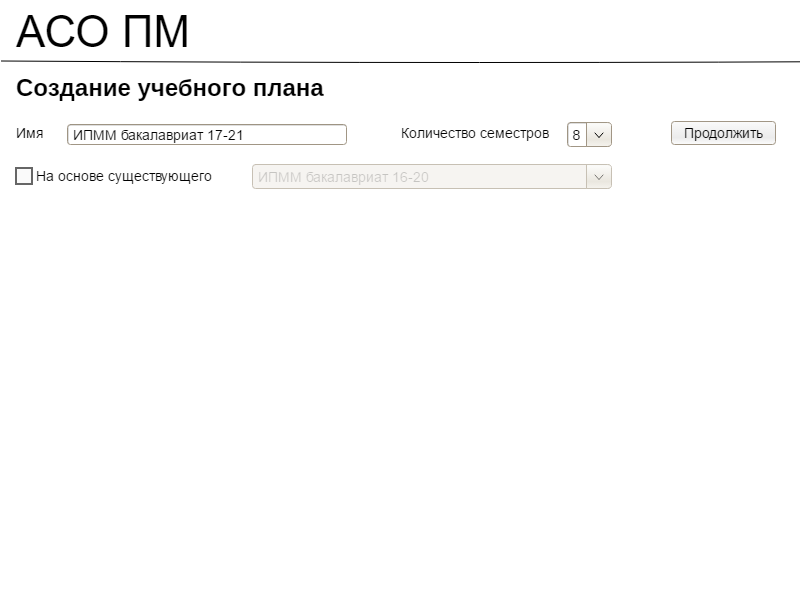 АСО ПМ
Создание учебного плана
Имя ИПММ бакалавриат 17-21 Количество семестров 8 Продолжить
На основе существующего ИПММ бакалавриат 16-20